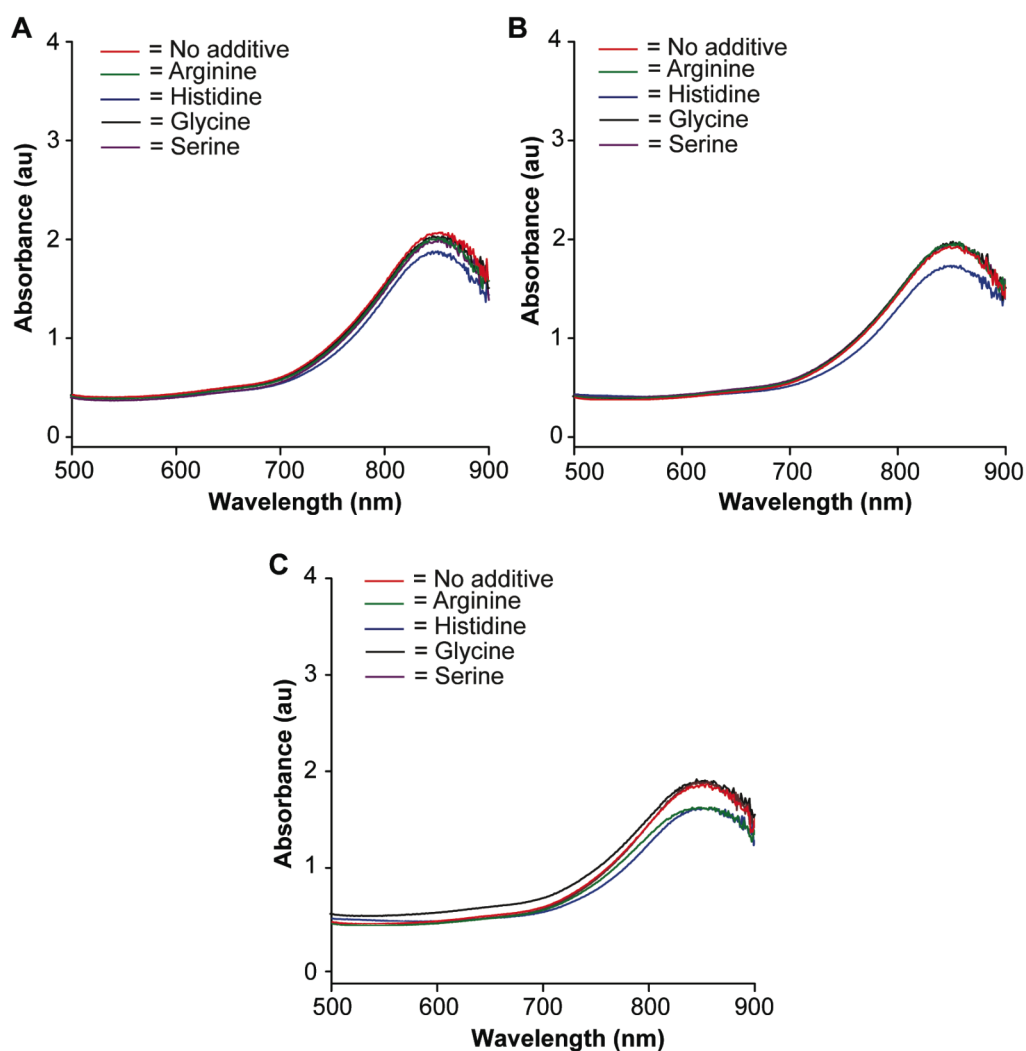 A
4
= No additive
= Arginine
= Histidine
= Glycine
= Serine
3
2
1
0
Absorbance (au)
500 600 700 800 900
Wavelength (nm)
B
4
= No additive
= Arginine
= Histidine
= Glycine
= Serine
3
2
1
0
Absorbance (au)
500 600 700 800 900
Wavelength (nm)
C
4
= No additive
= Arginine
= Histidine
= Glycine
= Serine
3
2
1
0
Absorbance (au)
500 600 700 800 900
Wavelength (nm)